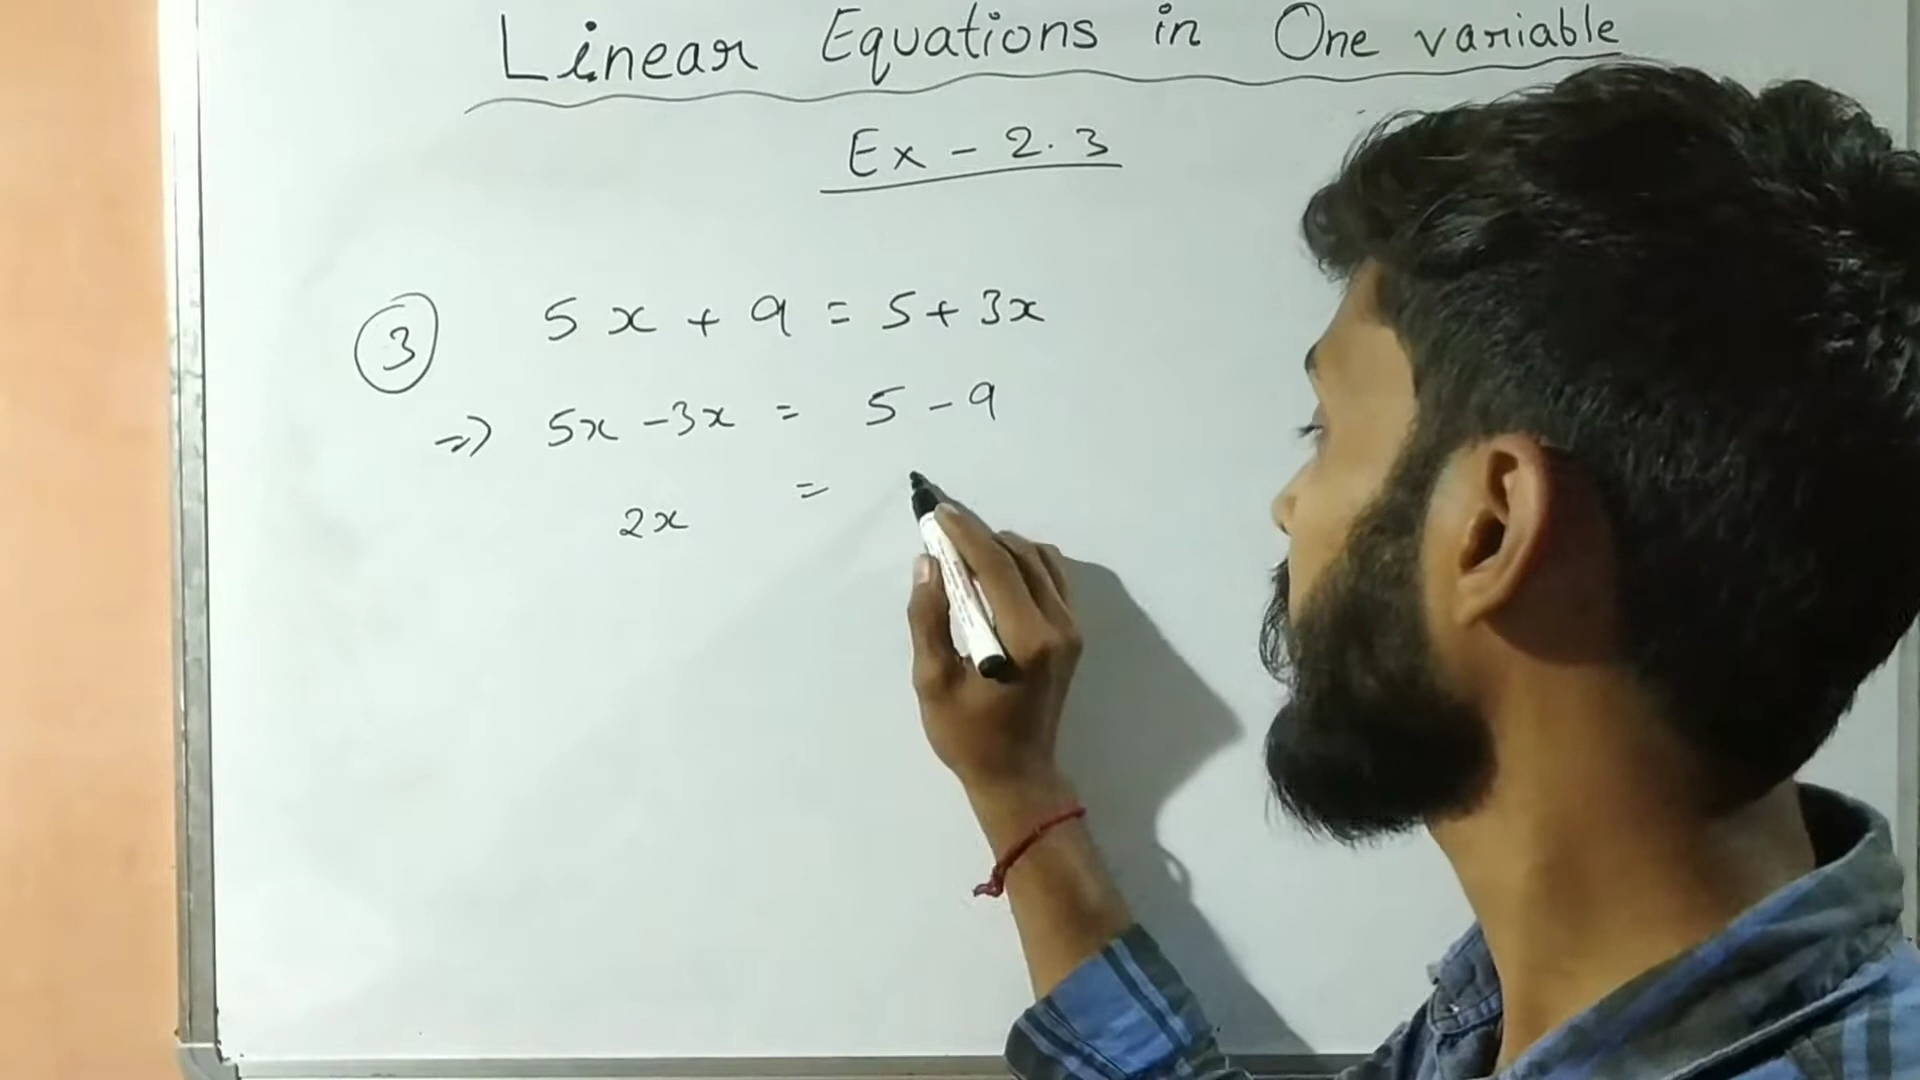 Linear Equations in One variable
Ex - 2.3
3 5x + 9 = 5 + 3x
=> 5x - 3x = 5 - 9
2x =